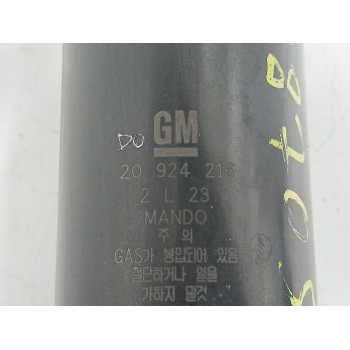 DO
GM
20 924 215
2 L 23
MANDO
주 의
GAS가 봉입되어 있음
절단하거나 열을
가하지 말것